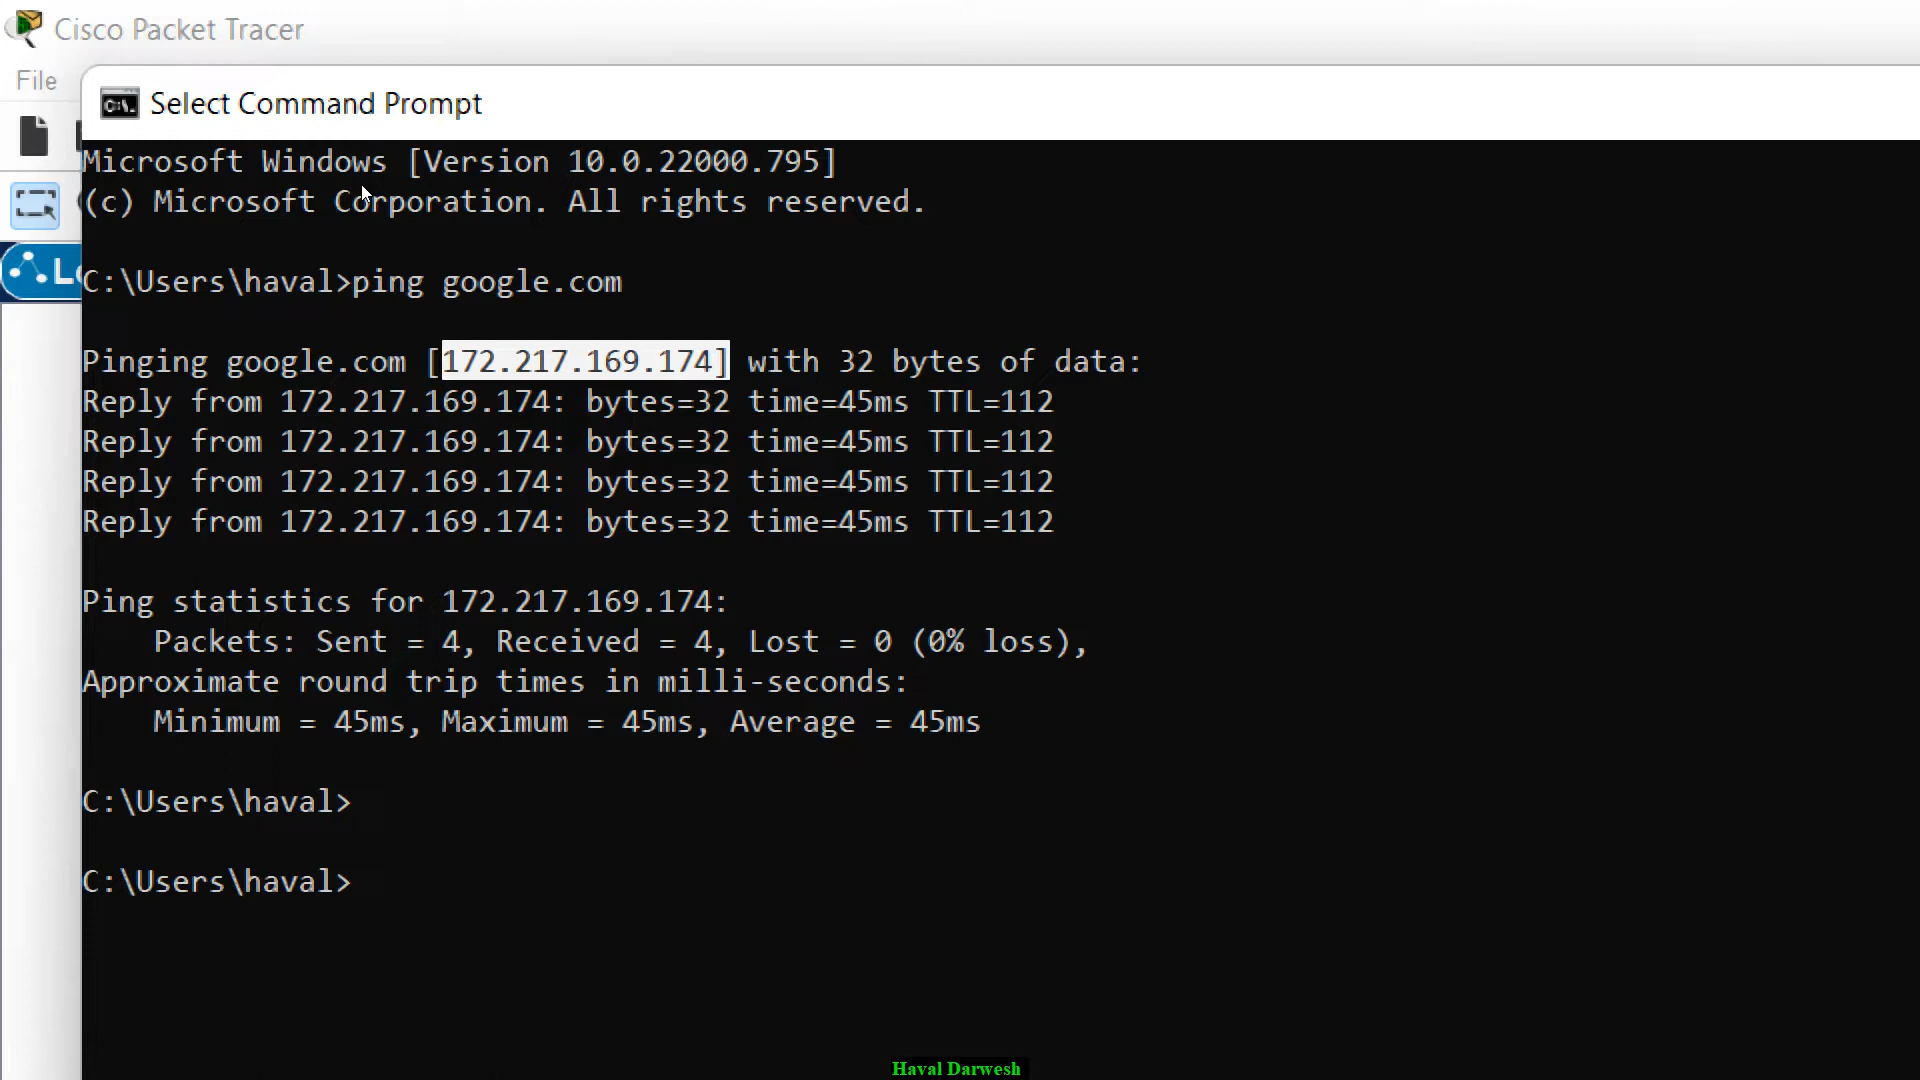 Cisco Packet Tracer
File
Select Command Prompt
Microsoft Windows [Version 10.0.22000.795]
(c) Microsoft Corporation. All rights reserved.
C:\Users\haval>ping google.com
Pinging google.com [172.217.169.174] with 32 bytes of data:
Reply from 172.217.169.174: bytes=32 time=45ms TTL=112
Reply from 172.217.169.174: bytes=32 time=45ms TTL=112
Reply from 172.217.169.174: bytes=32 time=45ms TTL=112
Reply from 172.217.169.174: bytes=32 time=45ms TTL=112
Ping statistics for 172.217.169.174:
Packets: Sent = 4, Received = 4, Lost = 0 (0% loss),
Approximate round trip times in milli-seconds:
Minimum = 45ms, Maximum = 45ms, Average = 45ms
C:\Users\haval>
C:\Users\haval>
Haval Darwesh